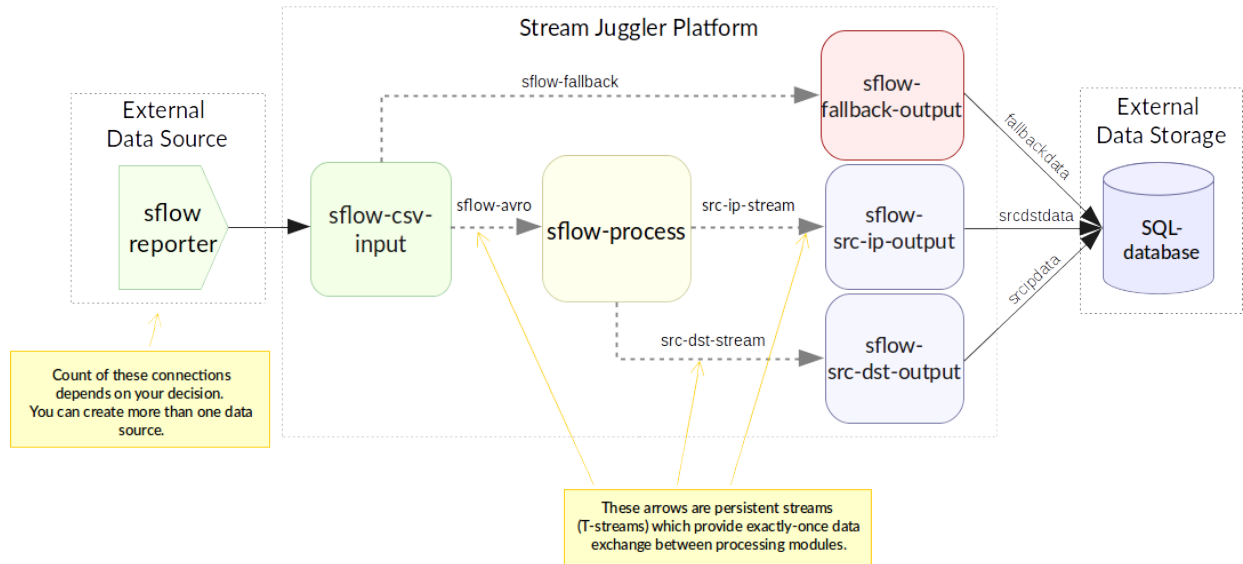 Stream Juggler Platform
sflow-fallback
sflow-
fallback-output
External
Data Source
sflow
reporter
sflow-csv-
input
sflow-avro
sflow-process
src-ip-stream
sflow-
src-ip-output
src-dst-stream
sflow-
src-dst-output
fallbackdata
srcdstdata
srcipdata
External
Data Storage
SQL-
database
Count of these connections
depends on your decision.
You can create more than one data
source.
These arrows are persistent streams
(T-streams) which provide exactly-once data
exchange between processing modules.